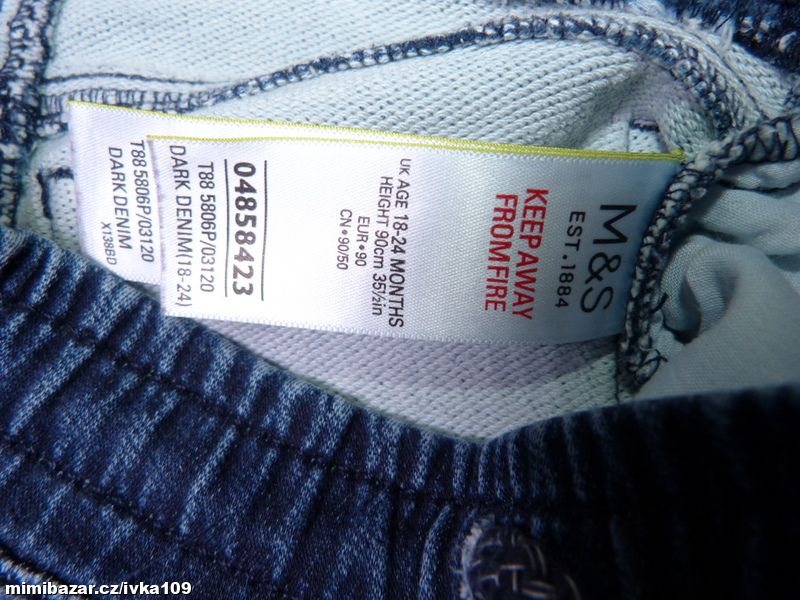 M&S
EST. 1884
KEEP AWAY
FROM FIRE
UK AGE 18-24 MONTHS
HEIGHT 90cm 35½in
EUR•90
CN•90/50
04858423
T88 5806P/03120
DARK DENIM(18-24)
T88 5806P/03120
DARK DENIM
X138BD
mimibazar.cz/ivka109